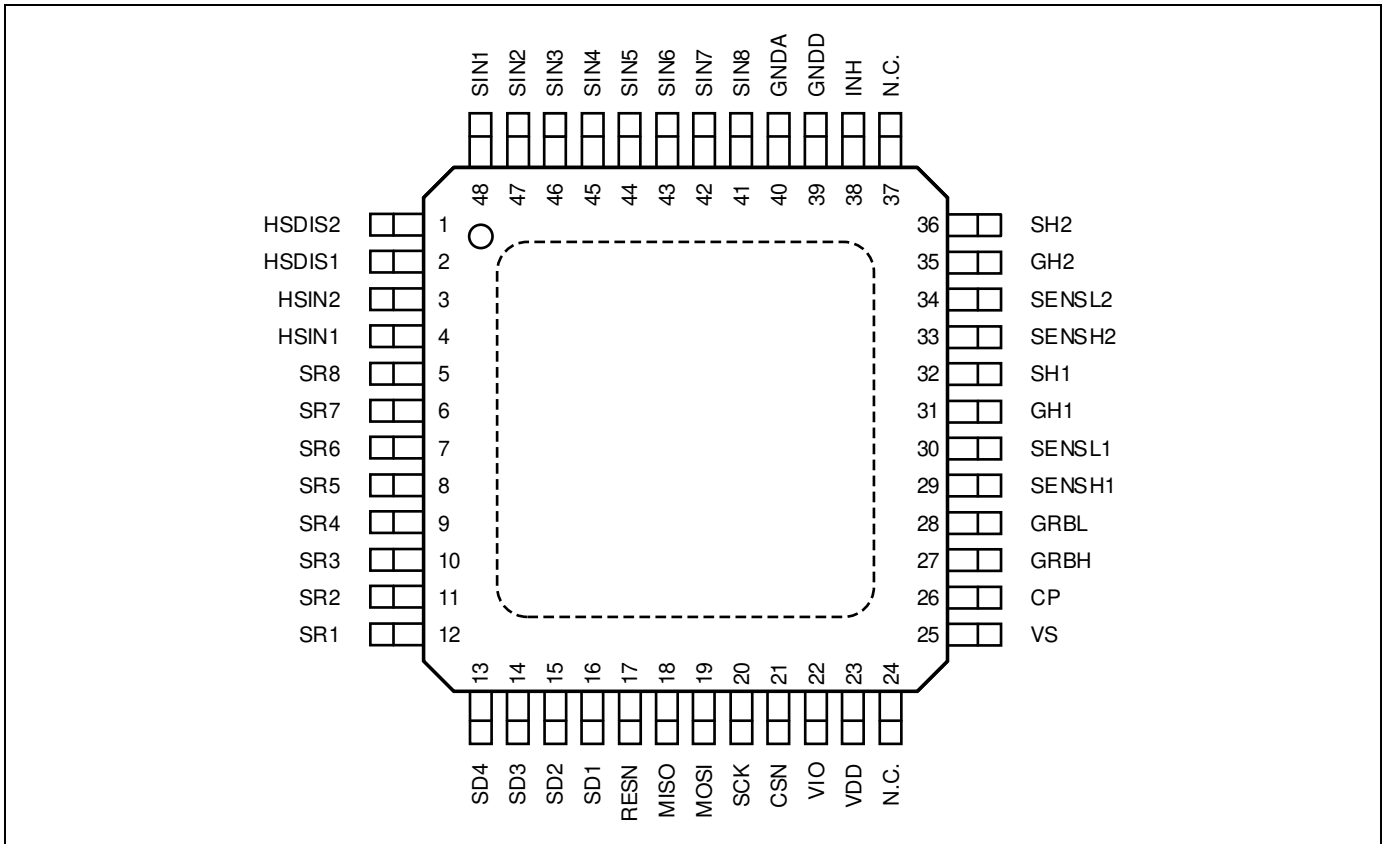 SIN1 SIN2 SIN3 SIN4 SIN5 SIN6 SIN7 SIN8 GNDA GNDD INH N.C.
48 47 46 45 44 43 42 41 40 39 38 37
HSDIS2 1 36 SH2
HSDIS1 2 35 GH2
HSIN2 3 34 SENSL2
HSIN1 4 33 SENSH2
SR8 5 32 SH1
SR7 6 31 GH1
SR6 7 30 SENSL1
SR5 8 29 SENSH1
SR4 9 28 GRBL
SR3 10 27 GRBH
SR2 11 26 CP
SR1 12 25 VS
13 14 15 16 17 18 19 20 21 22 23 24
SD4 SD3 SD2 SD1 RESN MISO MOSI SCK CSN VIO VDD N.C.